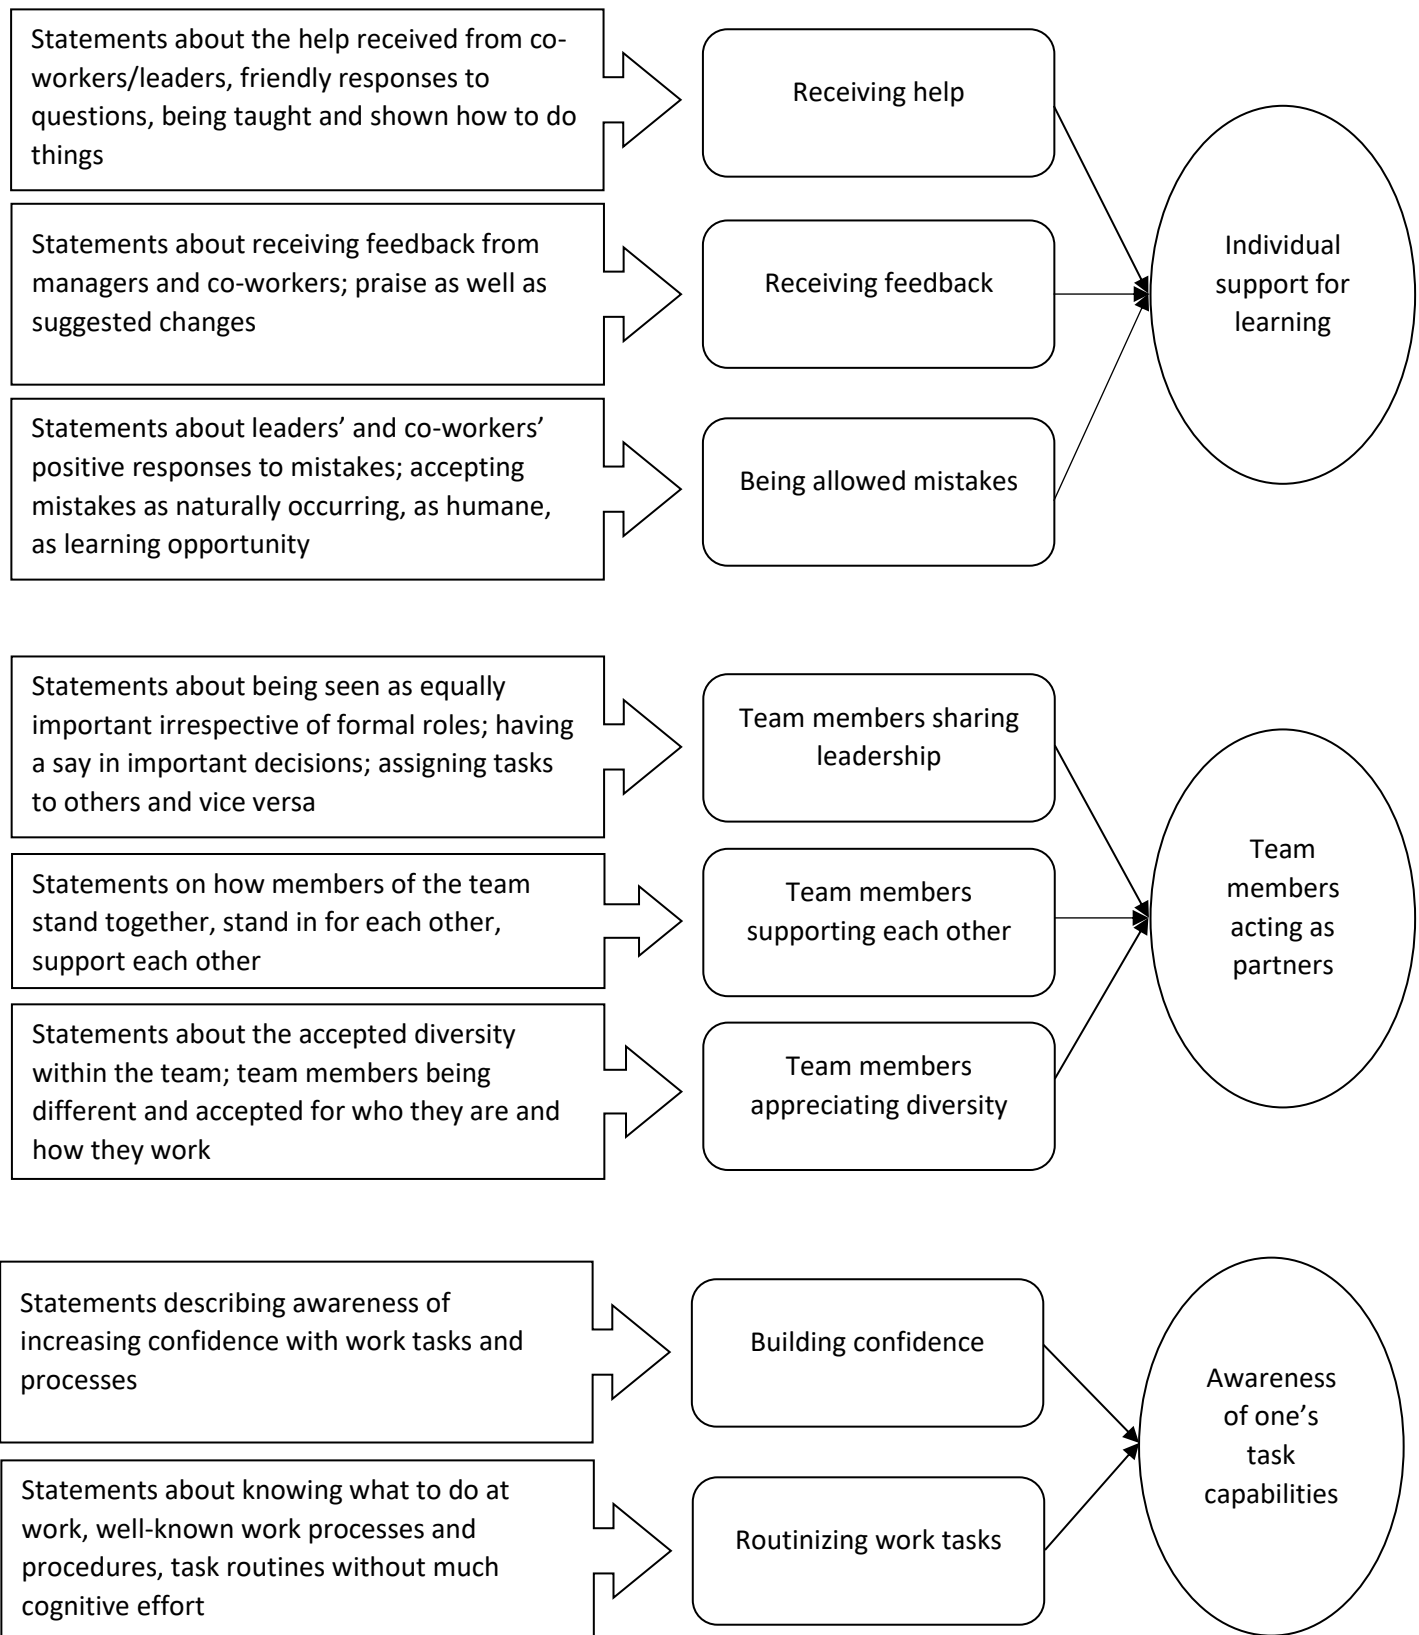 Statements about the help received from co-
workers/leaders, friendly responses to
questions, being taught and shown how to do
things
Receiving help
Statements about receiving feedback from
managers and co-workers; praise as well as
suggested changes
Receiving feedback
Statements about leaders’ and co-workers’
positive responses to mistakes; accepting
mistakes as naturally occurring, as humane,
as learning opportunity
Being allowed mistakes
Individual
support for
learning
Statements about being seen as equally
important irrespective of formal roles; having
a say in important decisions; assigning tasks
to others and vice versa
Team members sharing
leadership
Statements on how members of the team
stand together, stand in for each other,
support each other
Team members
supporting each other
Statements about the accepted diversity
within the team; team members being
different and accepted for who they are and
how they work
Team members
appreciating diversity
Team
members
acting as
partners
Statements describing awareness of
increasing confidence with work tasks and
processes
Building confidence
Statements about knowing what to do at
work, well-known work processes and
procedures, task routines without much
cognitive effort
Routinizing work tasks
Awareness
of one’s
task
capabilities